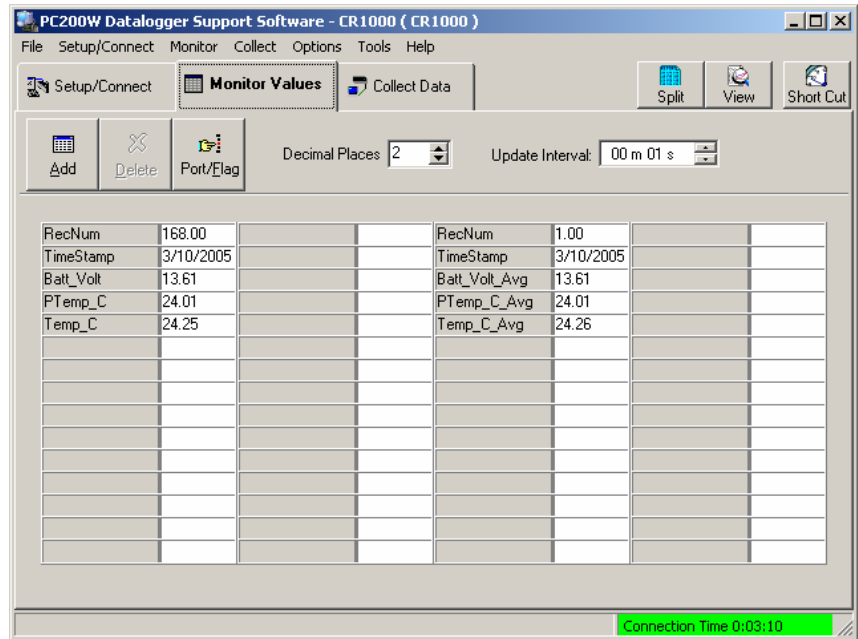 PC200W Datalogger Support Software - CR1000 ( CR1000 )
File Setup/Connect Monitor Collect Options Tools Help
Setup/Connect Monitor Values Collect Data Split View Short Cut
Add Delete Port/Flag Decimal Places 2 Update Interval: 00 m 01 s
RecNum 168.00 RecNum 1.00
TimeStamp 3/10/2005 TimeStamp 3/10/2005
Batt_Volt 13.61 Batt_Volt_Avg 13.61
PTemp_C 24.01 PTemp_C_Avg 24.01
Temp_C 24.25 Temp_C_Avg 24.26
Connection Time 0:03:10